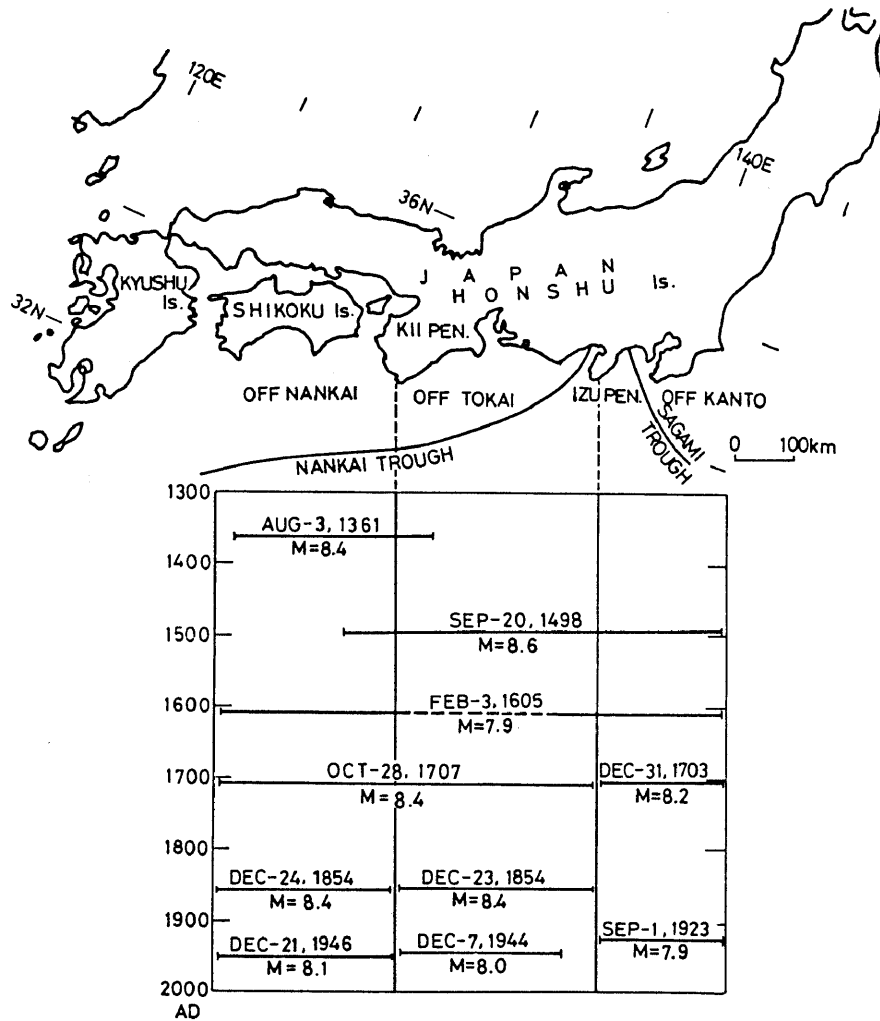 120E
140E
36N
JAPAN
HONSHU Is.
KYUSHU
Is.
32N
SHIKOKU Is.
KII PEN.
OFF NANKAI
OFF TOKAI
IZU PEN.
OFF KANTO
SAGAMI
TROUGH
NANKAI TROUGH
0 100km
1300
AUG-3, 1361
M=8.4
1400
SEP-20, 1498
1500
M=8.6
1600
FEB-3, 1605
M=7.9
OCT-28, 1707
DEC-31, 1703
1700
M=8.4
M=8.2
1800
DEC-24, 1854
DEC-23, 1854
M=8.4
M=8.4
1900
SEP-1, 1923
DEC-21, 1946
DEC-7, 1944
M=7.9
M=8.1
M=8.0
2000
AD